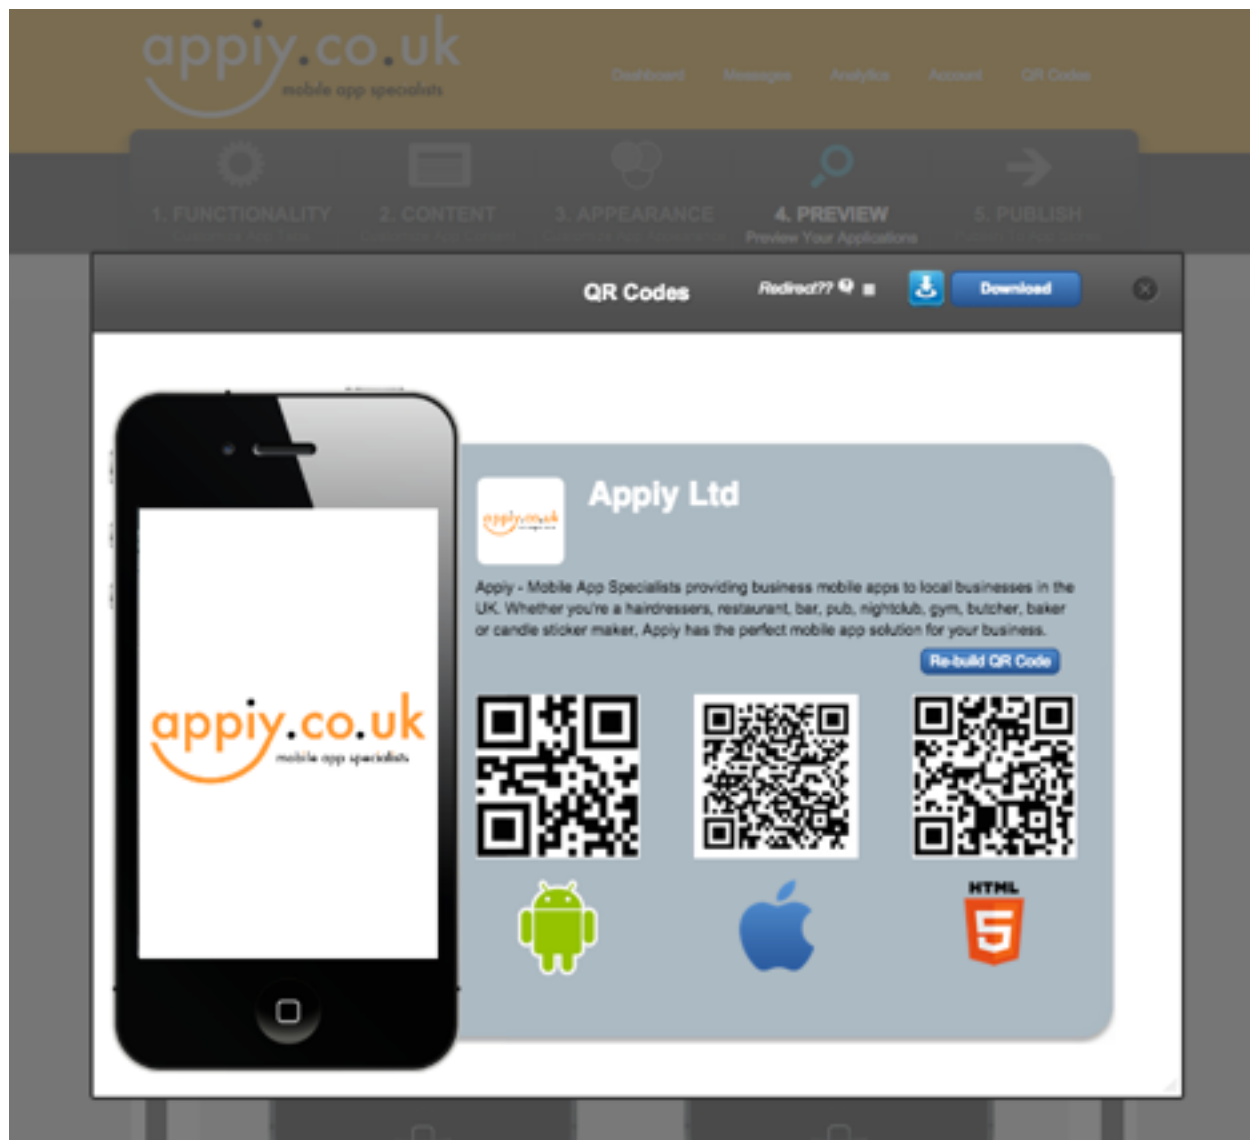 appiy.co.uk
mobile app specialists
Dashboard Messages Analytics Account QR Codes
1. FUNCTIONALITY 2. CONTENT 3. APPEARANCE 4. PREVIEW 5. PUBLISH
Preview Your Applications
QR Codes Redirect?? Download
Appiy Ltd
appiy.co.uk
Appiy - Mobile App Specialists providing business mobile apps to local businesses in the
UK. Whether you're a hairdressers, restaurant, bar, pub, nightclub, gym, butcher, baker
or candle sticker maker, Appiy has the perfect mobile app solution for your business.
Re-build QR Code
appiy.co.uk
mobile app specialists
HTML
5